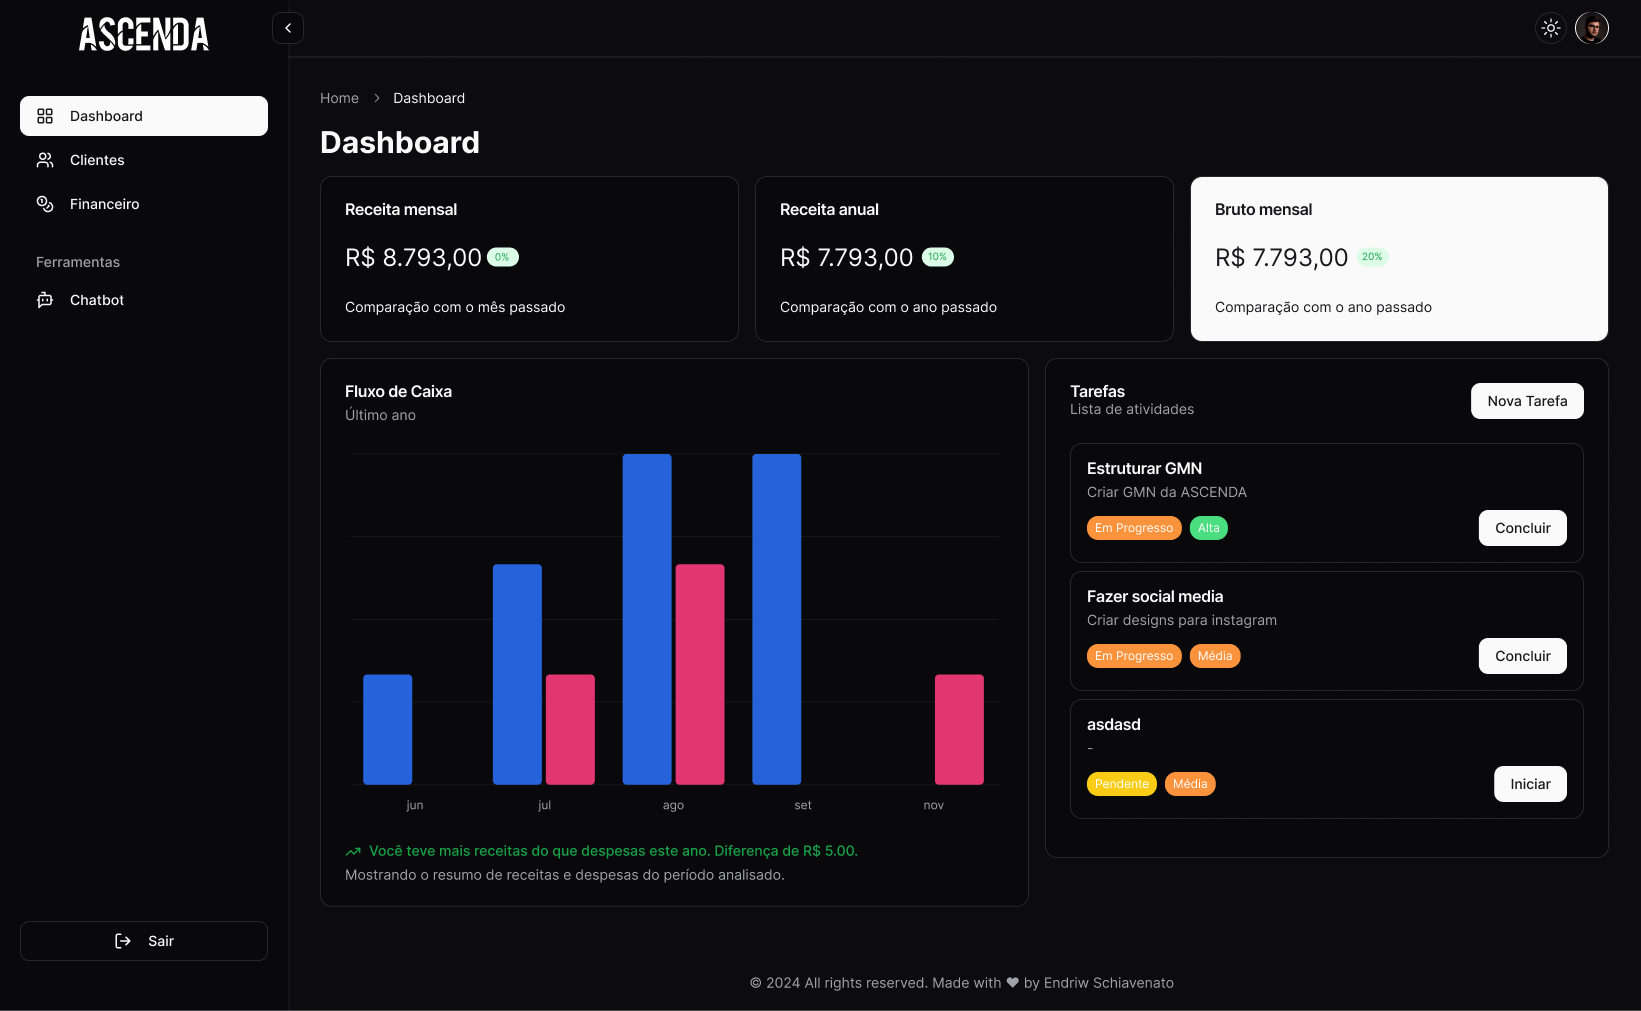 ASCENDA
Dashboard
Clientes
Financeiro
Ferramentas
Chatbot
Sair
Home > Dashboard
Dashboard
Receita mensal
R$ 8.793,00 0%
Comparação com o mês passado
Receita anual
R$ 7.793,00 10%
Comparação com o ano passado
Bruto mensal
R$ 7.793,00 20%
Comparação com o ano passado
Fluxo de Caixa
Último ano
jun jul ago set nov
Você teve mais receitas do que despesas este ano. Diferença de R$ 5.00.
Mostrando o resumo de receitas e despesas do período analisado.
Tarefas
Lista de atividades
Nova Tarefa
Estruturar GMN
Criar GMN da ASCENDA
Em Progresso Alta
Concluir
Fazer social media
Criar designs para instagram
Em Progresso Média
Concluir
asdasd
-
Pendente Média
Iniciar
© 2024 All rights reserved. Made with ♥ by Endriw Schiavenato